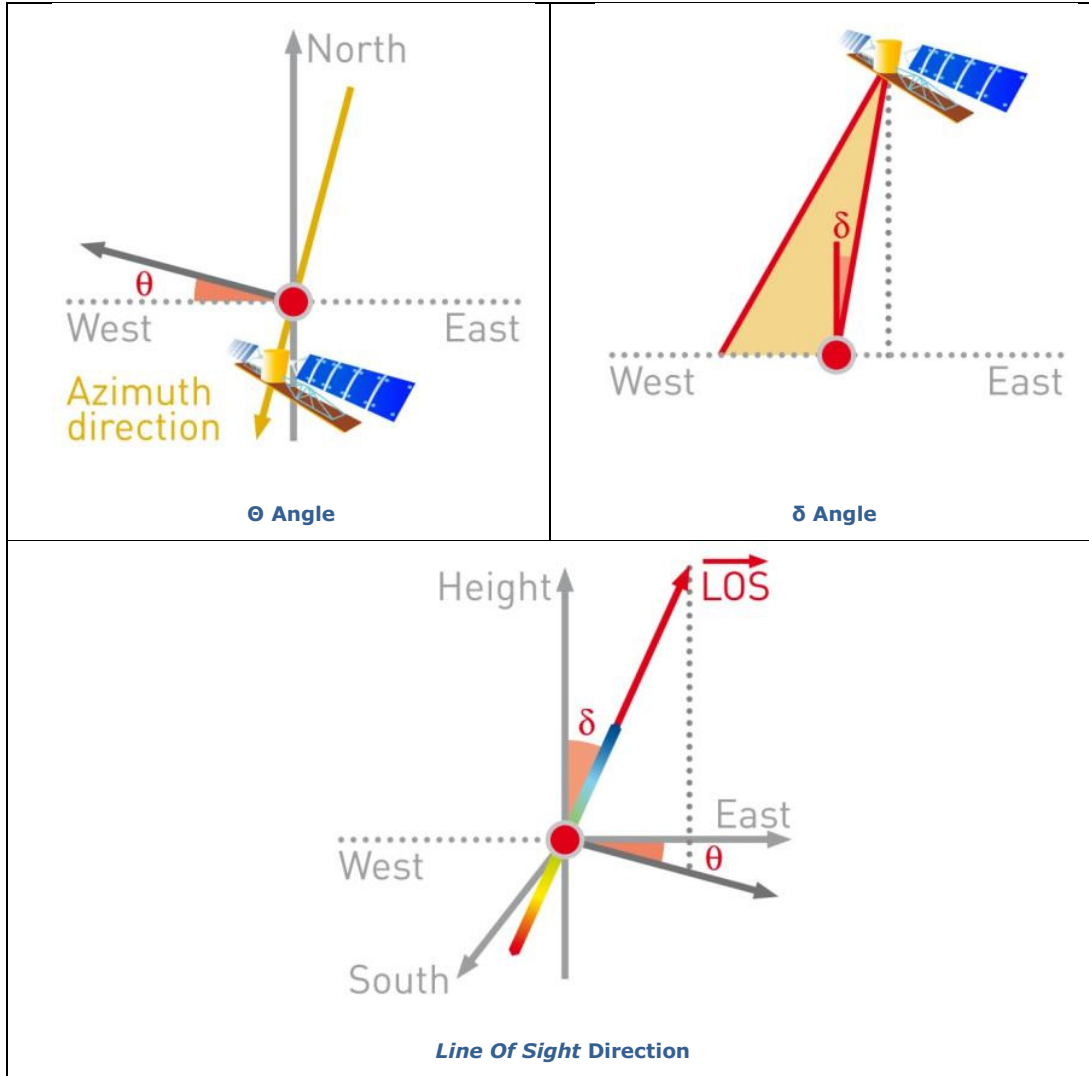 North
θ
West
East
Azimuth
direction
Θ Angle
δ
West
East
δ Angle
Height
LOS
δ
East
West
θ
South
Line Of Sight Direction